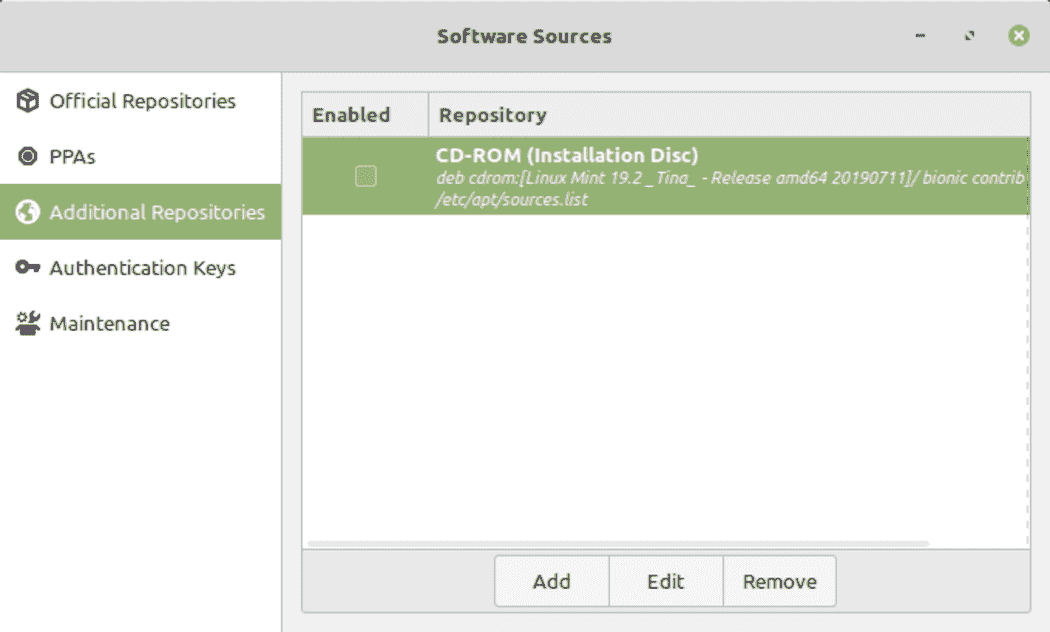 Software Sources
Official Repositories
PPAs
Additional Repositories
Authentication Keys
Maintenance
Enabled Repository
CD-ROM (Installation Disc)
deb cdrom:[Linux Mint 19.2 _Tina_ - Release amd64 20190711]/ bionic contrib
/etc/apt/sources.list
Add Edit Remove